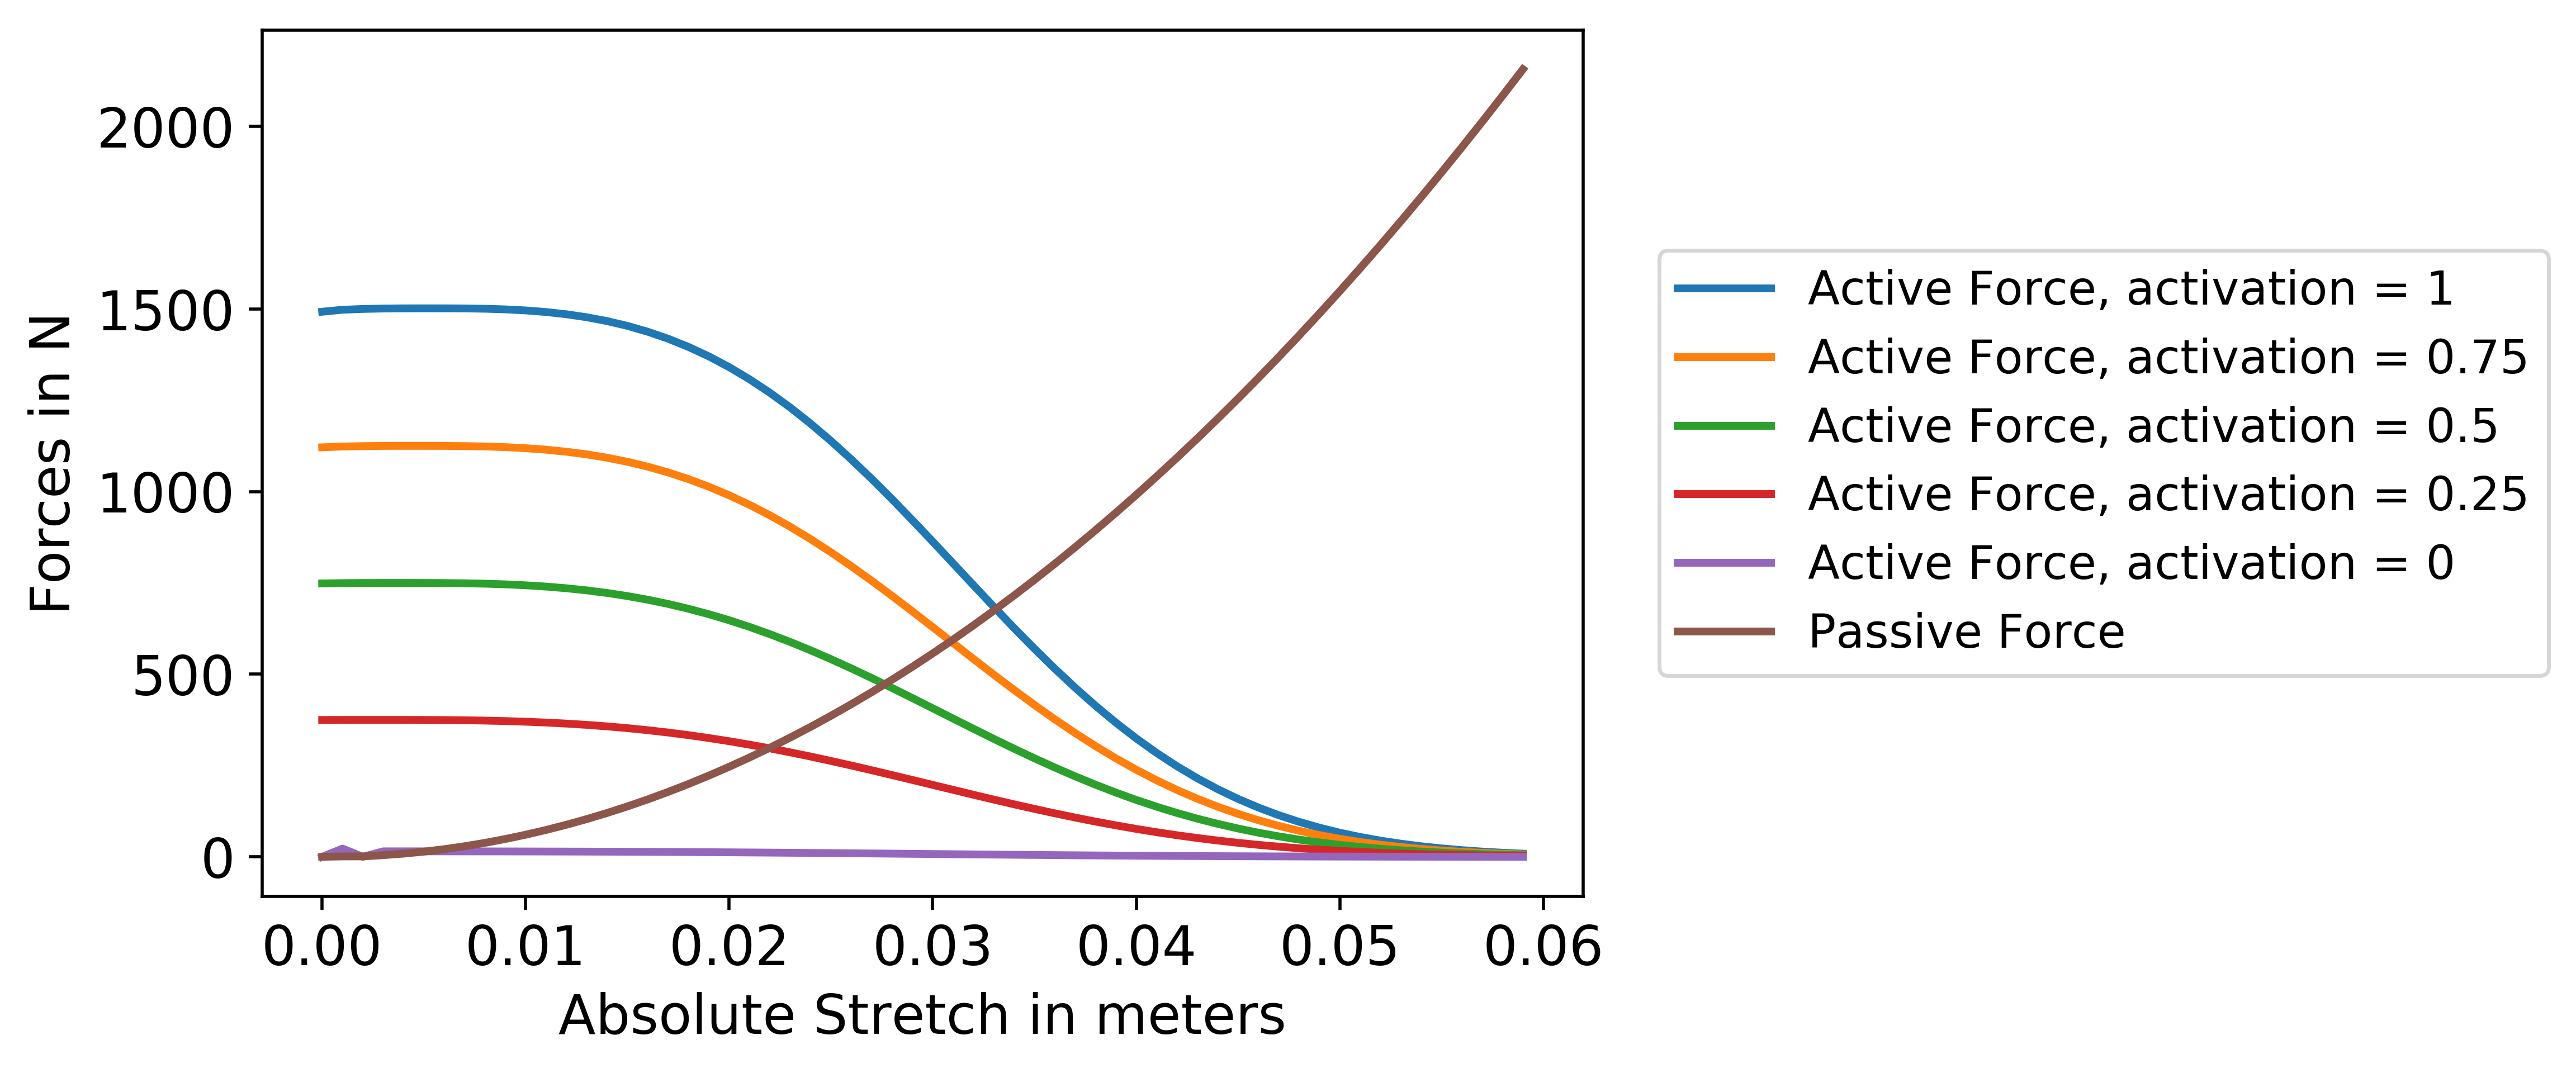 2000
1500
1000
500
0
Forces in N
0.00 0.01 0.02 0.03 0.04 0.05 0.06
Absolute Stretch in meters
Active Force, activation = 1
Active Force, activation = 0.75
Active Force, activation = 0.5
Active Force, activation = 0.25
Active Force, activation = 0
Passive Force